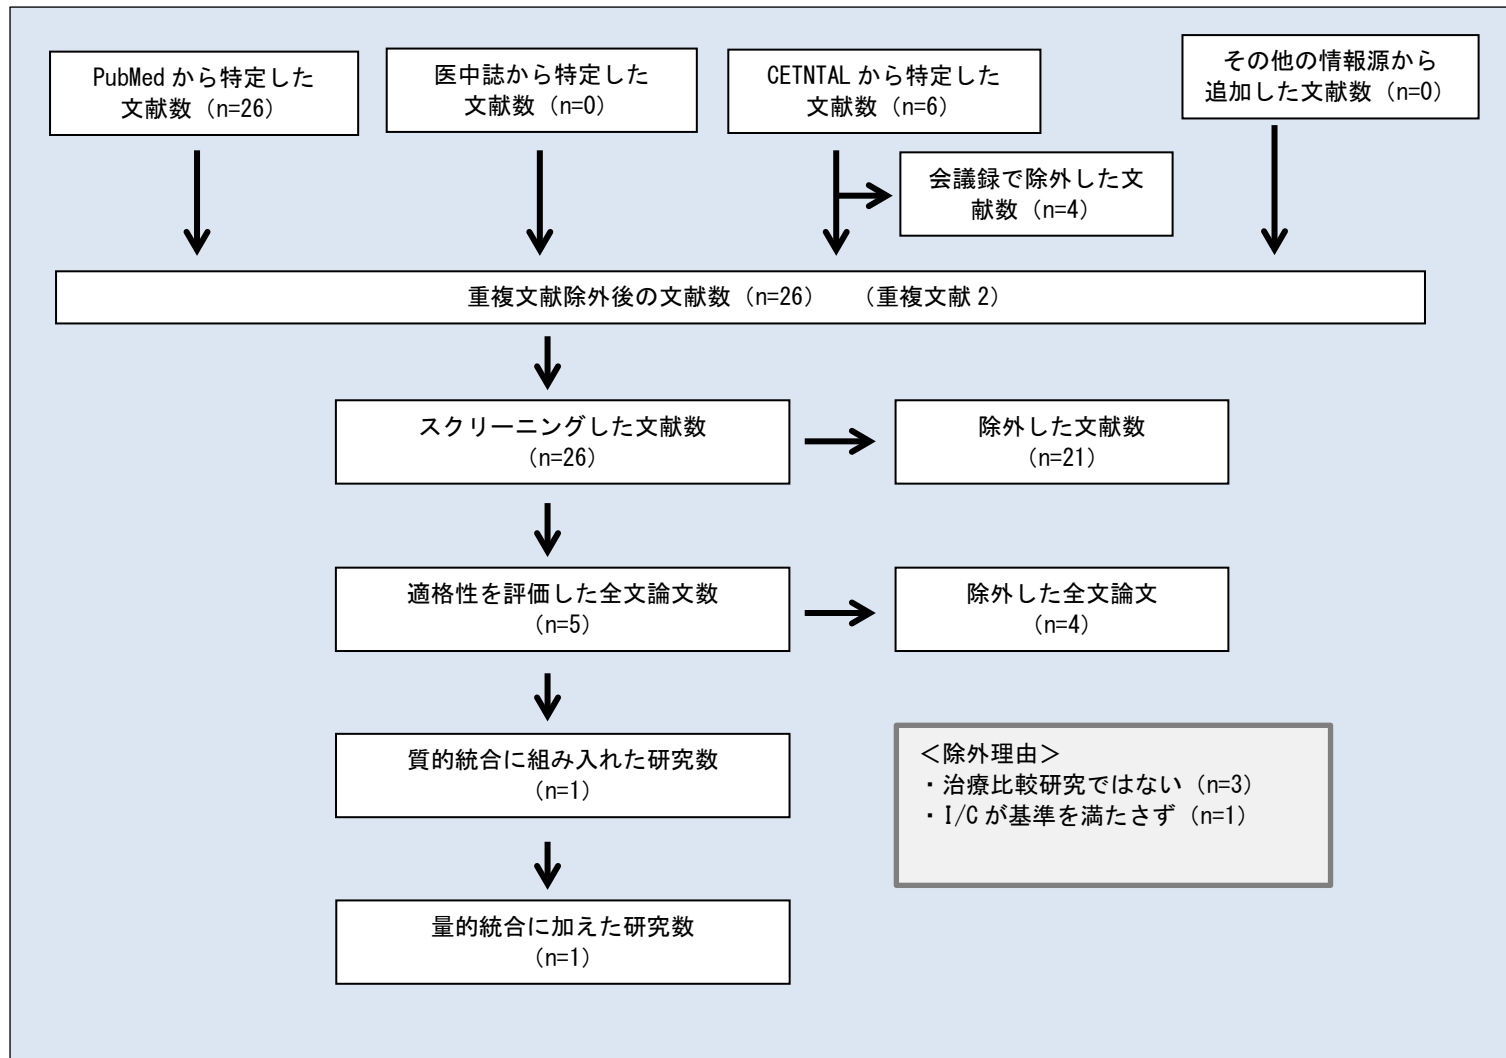 PubMed から特定した
文献数（n=26）
医中誌から特定した
文献数（n=0）
CETNTAL から特定した
文献数（n=6）
その他の情報源から
追加した文献数（n=0）
会議録で除外した文
献数（n=4）
重複文献除外後の文献数（n=26）　（重複文献 2）
スクリーニングした文献数
（n=26）
除外した文献数
（n=21）
適格性を評価した全文論文数
（n=5）
除外した全文論文
（n=4）
質的統合に組み入れた研究数
（n=1）
＜除外理由＞
・治療比較研究ではない（n=3）
・I/C が基準を満たさず（n=1）
量的統合に加えた研究数
（n=1）